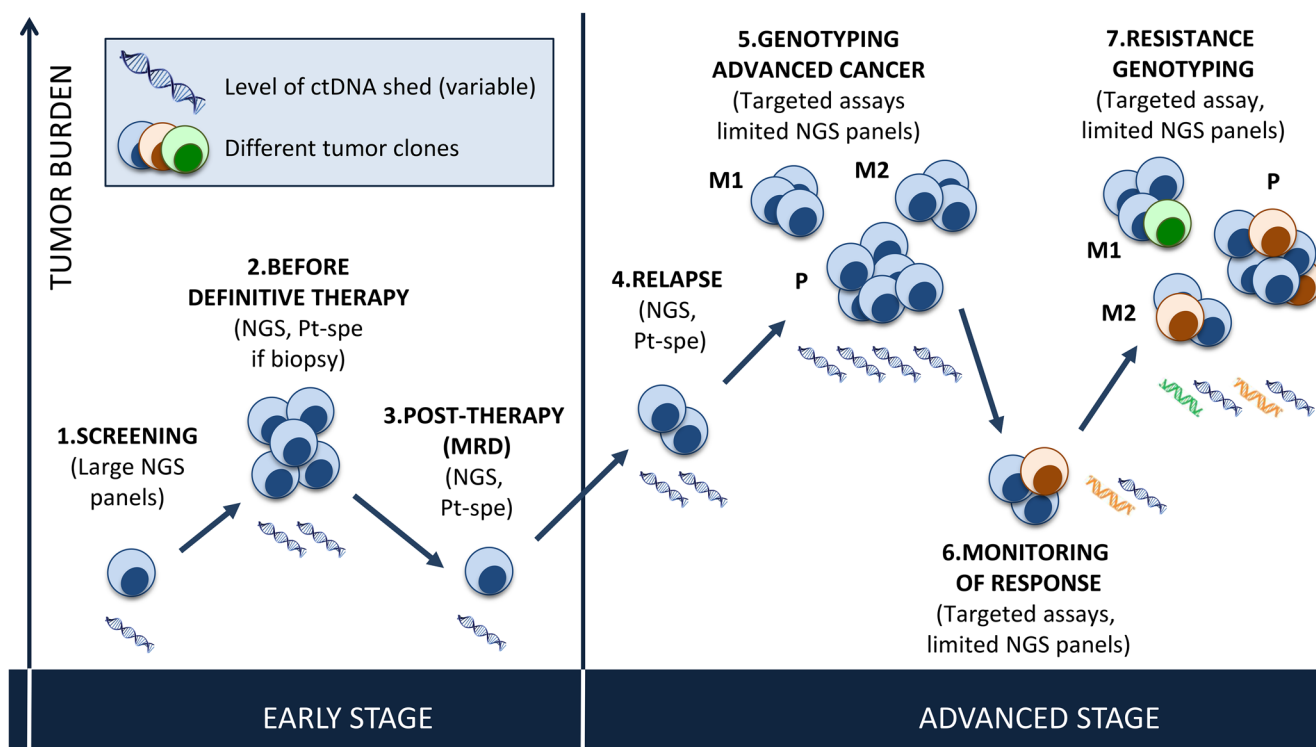 TUMOR BURDEN
Level of ctDNA shed (variable)
Different tumor clones
1.SCREENING
(Large NGS
panels)
2.BEFORE
DEFINITIVE THERAPY
(NGS, Pt-spe
if biopsy)
3.POST-THERAPY
(MRD)
(NGS,
Pt-spe)
4.RELAPSE
(NGS,
Pt-spe)
5.GENOTYPING
ADVANCED CANCER
(Targeted assays
limited NGS panels)
M1
M2
P
6.MONITORING
OF RESPONSE
(Targeted assays,
limited NGS panels)
7.RESISTANCE
GENOTYPING
(Targeted assay,
limited NGS panels)
P
M1
M2
EARLY STAGE
ADVANCED STAGE